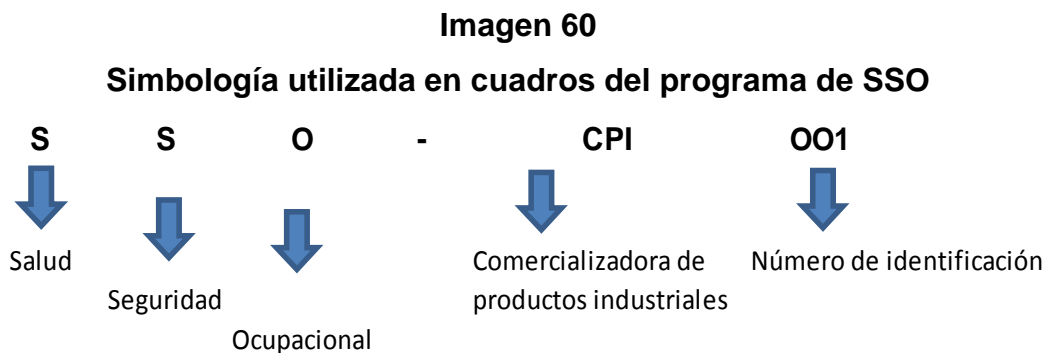 Imagen 60
Simbología utilizada en cuadros del programa de SSO
S S O - CPI OO1
Salud
Seguridad
Ocupacional
Comercializadora de
productos industriales
Número de identificación